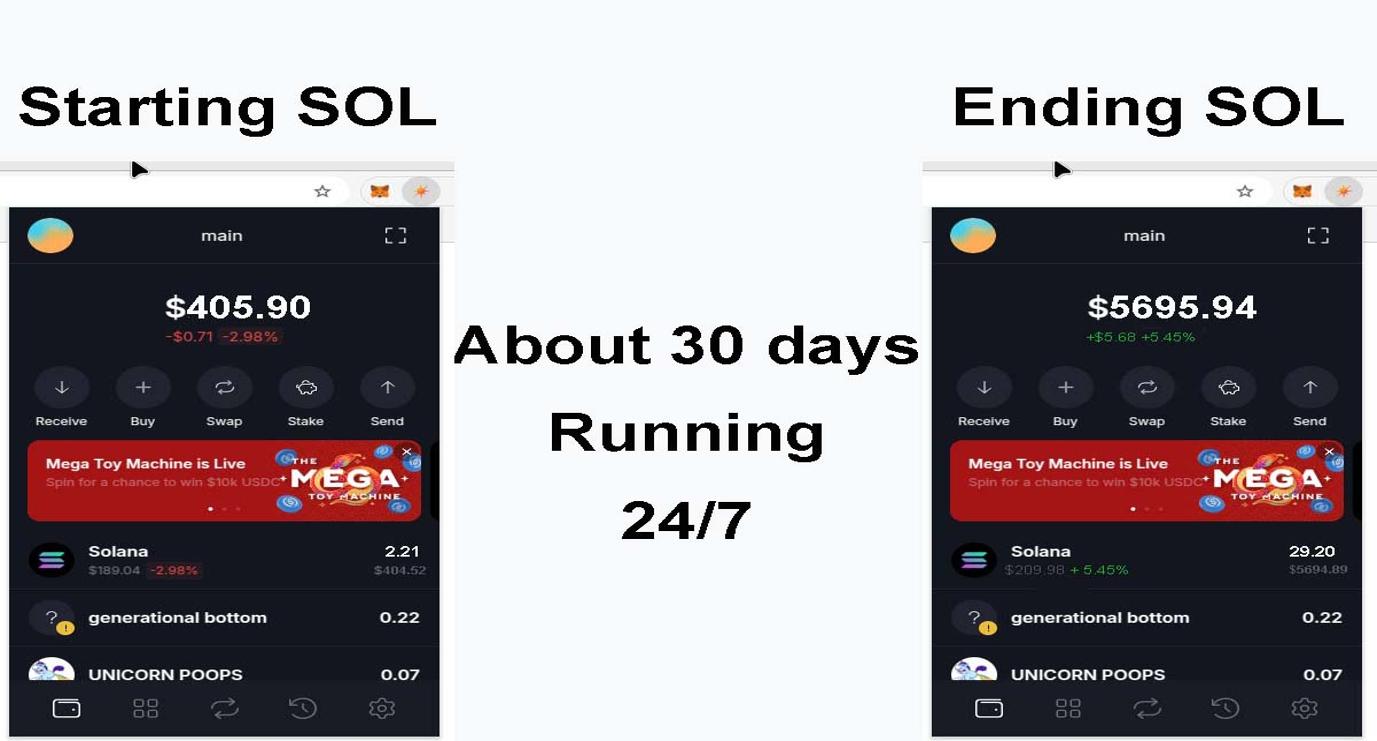 Starting SOL
main
$405.90
-$0.71 -2.98%
Receive Buy Swap Stake Send
Mega Toy Machine is Live
Spin for a chance to win $10k USDC
THE
MEGA
TOY MACHINE
Solana 2.21
$189.04 -2.98% $404.52
generational bottom 0.22
UNICORN POOPS 0.07
About 30 days
Running
24/7
Ending SOL
main
$5695.94
+$5.68 +5.45%
Receive Buy Swap Stake Send
Mega Toy Machine is Live
Spin for a chance to win $10k USDC
THE
MEGA
TOY MACHINE
Solana 29.20
$209.98 + 5.45% $5694.89
generational bottom 0.22
UNICORN POOPS 0.07